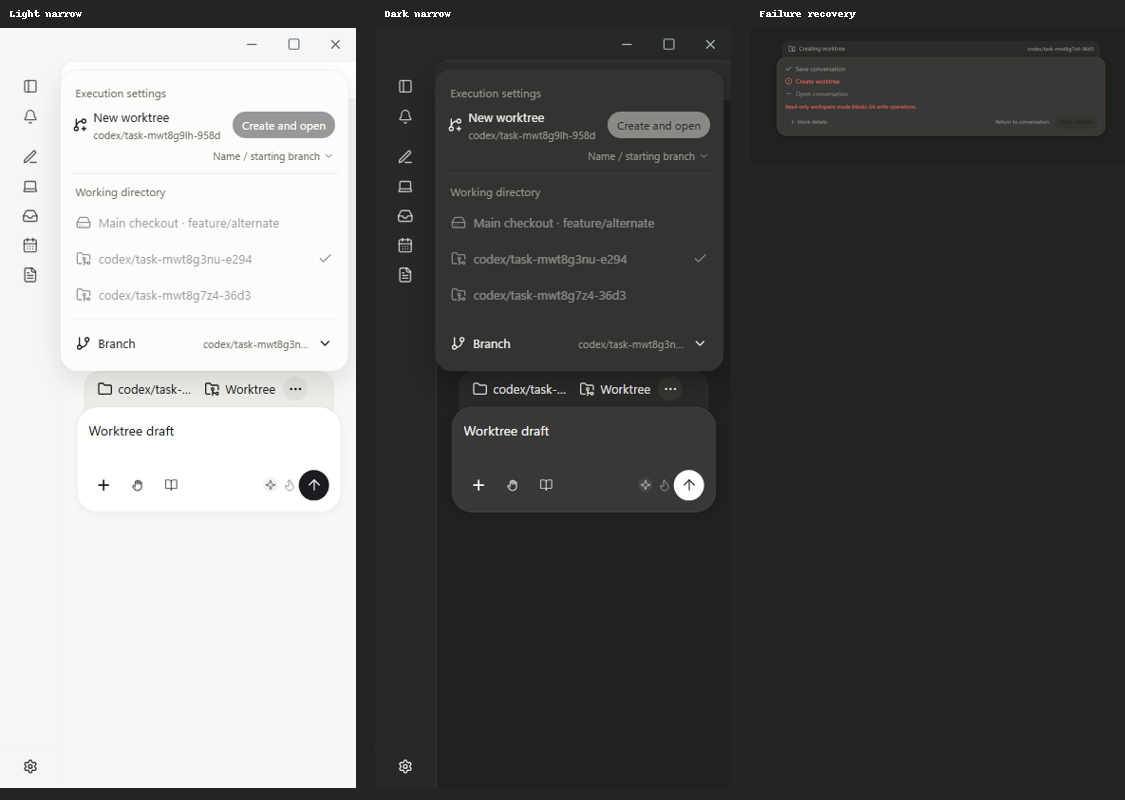 Light narrow
Execution settings
New worktree
codex/task-mwt8g9lh-958d
Create and open
Name / starting branch
Working directory
Main checkout · feature/alternate
codex/task-mwt8g3nu-e294
codex/task-mwt8g7z4-36d3
Branch
codex/task-mwt8g3n...
codex/task-...
Worktree
Worktree draft
Dark narrow
Execution settings
New worktree
codex/task-mwt8g9lh-958d
Create and open
Name / starting branch
Working directory
Main checkout · feature/alternate
codex/task-mwt8g3nu-e294
codex/task-mwt8g7z4-36d3
Branch
codex/task-mwt8g3n...
codex/task-...
Worktree
Worktree draft
Failure recovery
Creating worktree
codex/task-mwt8g7z4-36d3
Save conversation
Create worktree
Open conversation
Read-only workspace mode blocks Git write operations.
More details
Return to conversation